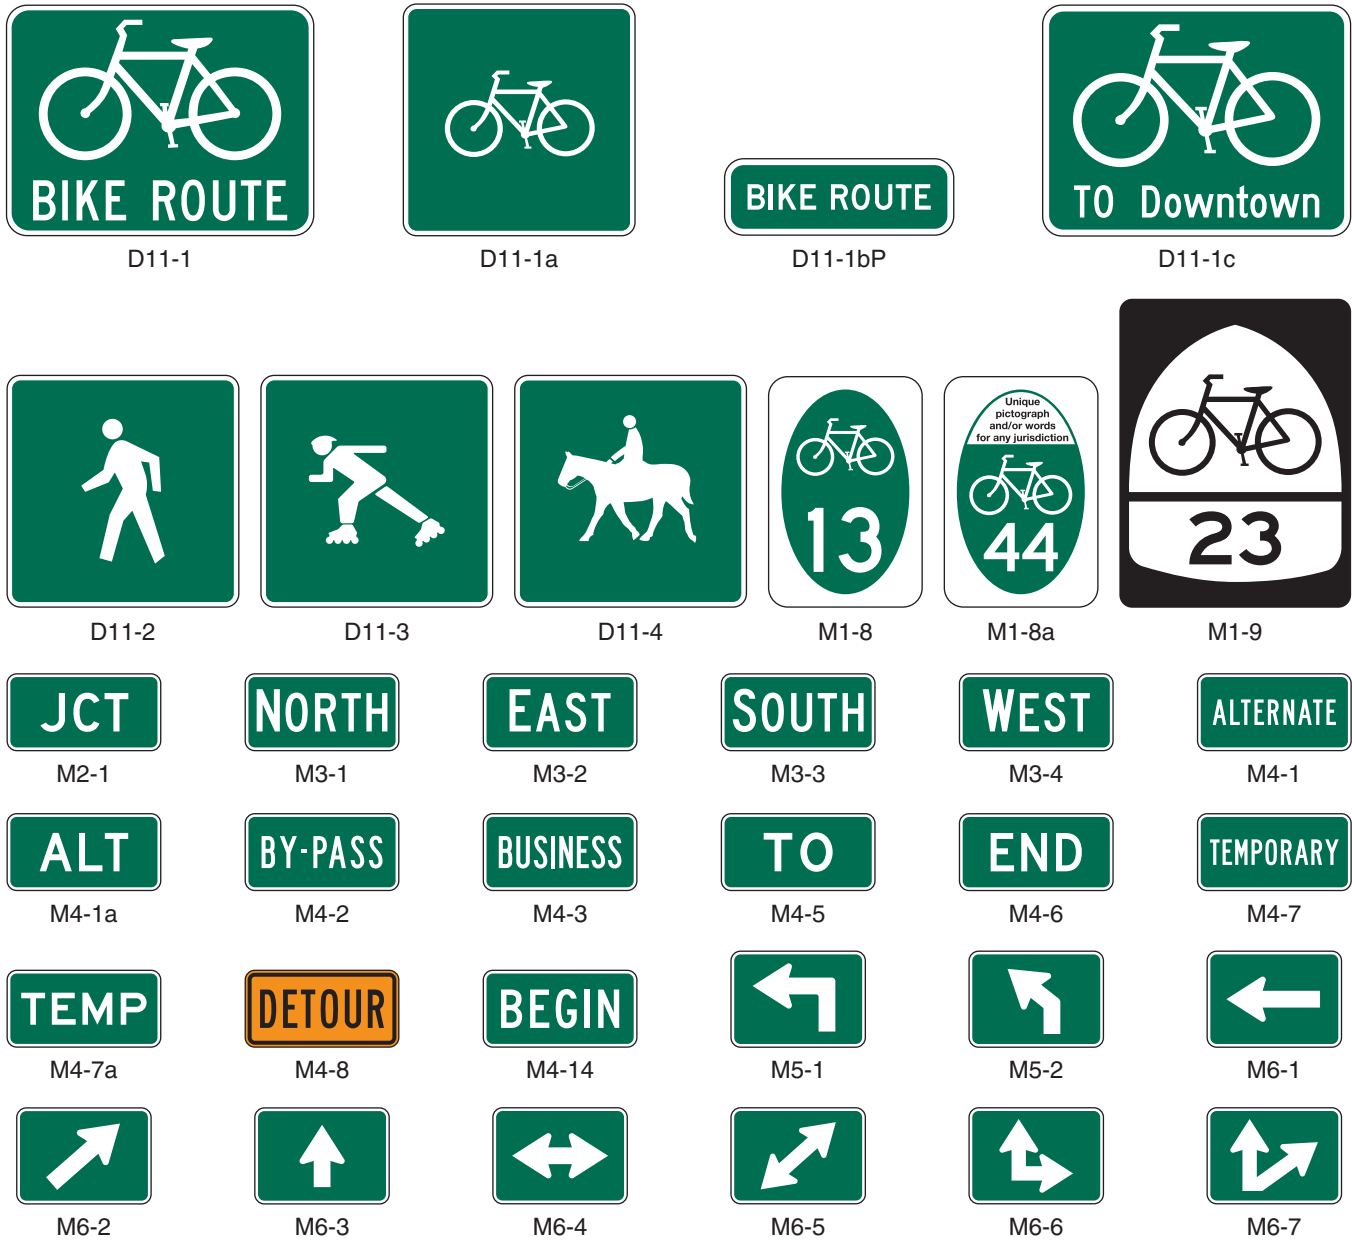 BIKE ROUTE
D11-1
D11-1a
BIKE ROUTE
D11-1bP
TO Downtown
D11-1c
D11-2
D11-3
D11-4
13
M1-8
Unique
pictograph
and/or words
for any jurisdiction
44
M1-8a
23
M1-9
JCT
M2-1
NORTH
M3-1
EAST
M3-2
SOUTH
M3-3
WEST
M3-4
ALTERNATE
M4-1
ALT
M4-1a
BY-PASS
M4-2
BUSINESS
M4-3
TO
M4-5
END
M4-6
TEMPORARY
M4-7
TEMP
M4-7a
DETOUR
M4-8
BEGIN
M4-14
M5-1
M5-2
M6-1
M6-2
M6-3
M6-4
M6-5
M6-6
M6-7